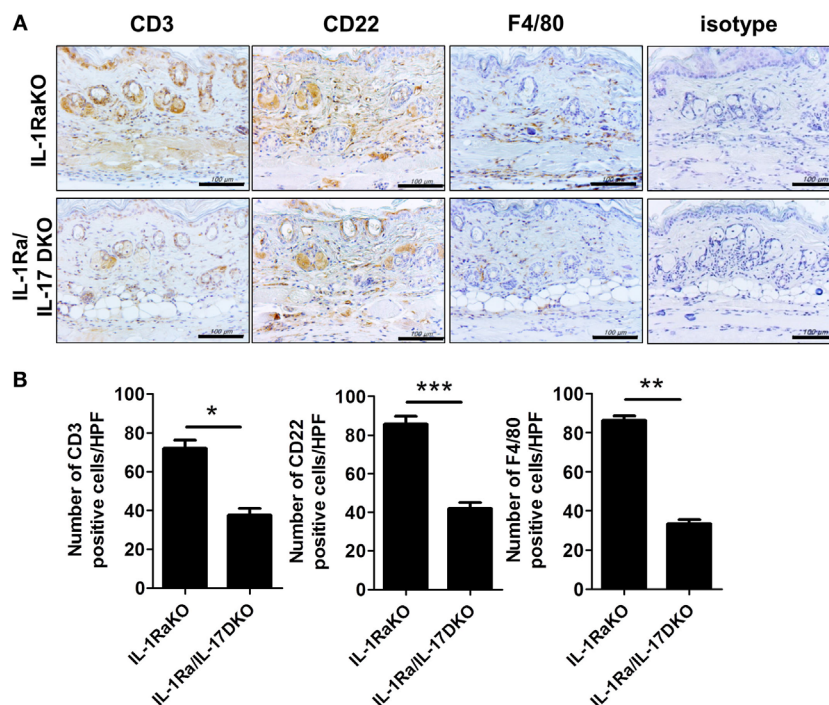 A
CD3 CD22 F4/80 isotype
IL-1RaKO
100 µm 100 µm 100 µm 100 µm
IL-1Ra/
IL-17 DKO
100 µm 100 µm 100 µm 100 µm
B
Number of CD3
positive cells/HPF
100
80
60
40
20
0
*
IL-1RaKO
IL-1Ra/IL-17DKO
Number of CD22
positive cells/HPF
100
80
60
40
20
0
***
IL-1RaKO
IL-1Ra/IL-17DKO
Number of F4/80
positive cells/HPF
100
80
60
40
20
0
**
IL-1RaKO
IL-1Ra/IL-17DKO